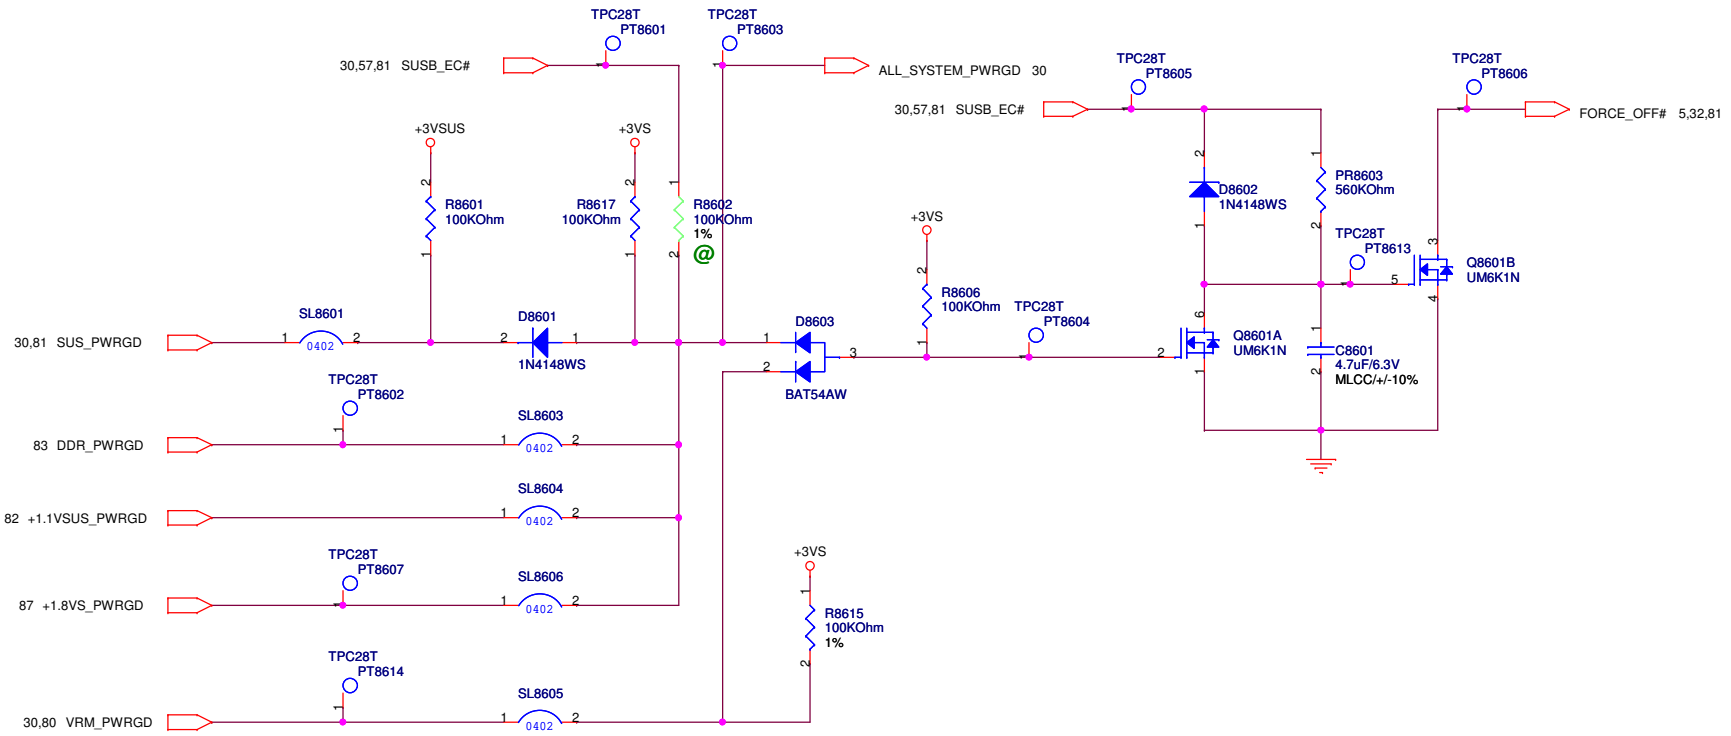 TPC28T
PT8601
TPC28T
PT8603
30,57,81 SUSB_EC#
1
1
ALL_SYSTEM_PWRGD 30
TPC28T
PT8605
TPC28T
PT8606
30,57,81 SUSB_EC#
FORCE_OFF# 5,32,81
+3VSUS
+3VS
2
R8601
100KOhm
1
2
R8617
100KOhm
1
1
R8602
100KOhm
1%
@
2
2
D8602
1N4148WS
1
1
PR8603
560KOhm
2
+3VS
2
R8606
100KOhm
1
TPC28T
PT8604
TPC28T
PT8613
5
3
Q8601B
UM6K1N
4
SL8601
30,81 SUS_PWRGD
1
2
0402
D8601
2
1
1N4148WS
D8603
1
2
3
BAT54AW
2
6
Q8601A
UM6K1N
1
1
C8601
4.7uF/6.3V
MLCC/+/-10%
2
TPC28T
PT8602
1
83 DDR_PWRGD
SL8603
1
2
0402
82 +1.1VSUS_PWRGD
SL8604
1
2
0402
TPC28T
PT8607
87 +1.8VS_PWRGD
SL8606
1
2
0402
+3VS
1
R8615
100KOhm
1%
2
TPC28T
PT8614
1
30,80 VRM_PWRGD
SL8605
1
2
0402